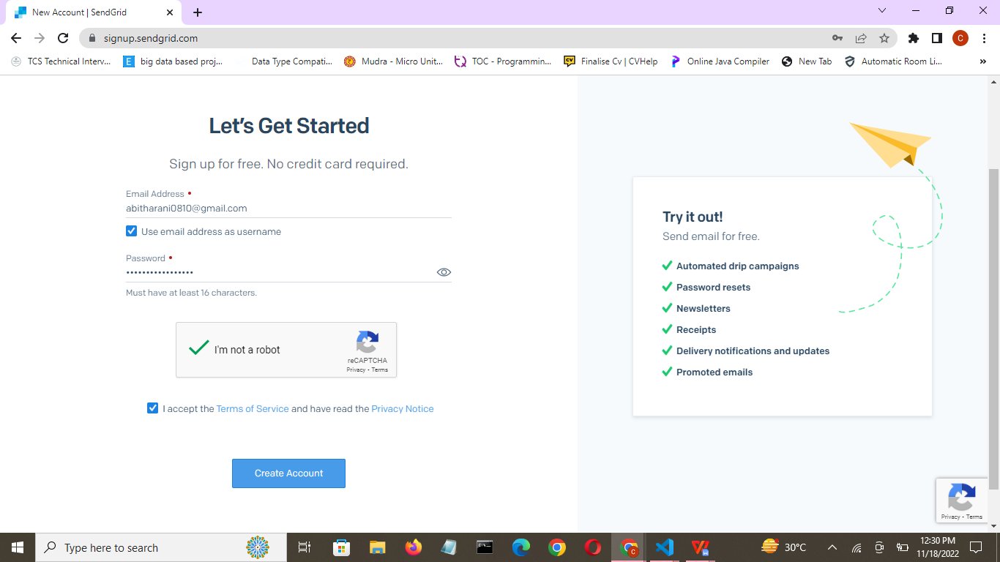 New Account | SendGrid
signup.sendgrid.com
C
TCS Technical Interv...
E
big data based proj...
Data Type Compati...
Mudra - Micro Unit...
TOC - Programmin...
CV
Finalise Cv | CVHelp
Online Java Compiler
New Tab
Automatic Room Li...
»
Let's Get Started
Sign up for free. No credit card required.
Email Address •
abitharani0810@gmail.com
Use email address as username
Password •
•••••••••••••••••
Must have at least 16 characters.
I'm not a robot
reCAPTCHA
Privacy - Terms
I accept the Terms of Service and have read the Privacy Notice
Create Account
Try it out!
Send email for free.
Automated drip campaigns
Password resets
Newsletters
Receipts
Delivery notifications and updates
Promoted emails
Privacy - Terms
Type here to search
C
30°C
12:30 PM
11/18/2022